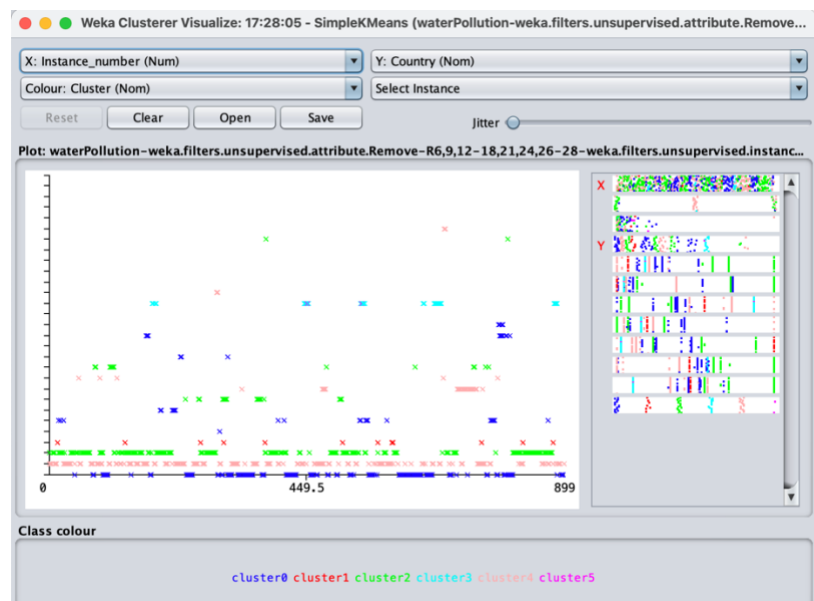 Weka Clusterer Visualize: 17:28:05 - SimpleKMeans (waterPollution-weka.filters.unsupervised.attribute.Remove...
X: Instance_number (Num) Y: Country (Nom)
Colour: Cluster (Nom) Select Instance
Reset Clear Open Save Jitter
Plot: waterPollution-weka.filters.unsupervised.attribute.Remove-R6,9,12-18,21,24,26-28-weka.filters.unsupervised.instanc...
X
Y
0 449.5 899
Class colour
cluster0 cluster1 cluster2 cluster3 cluster4 cluster5